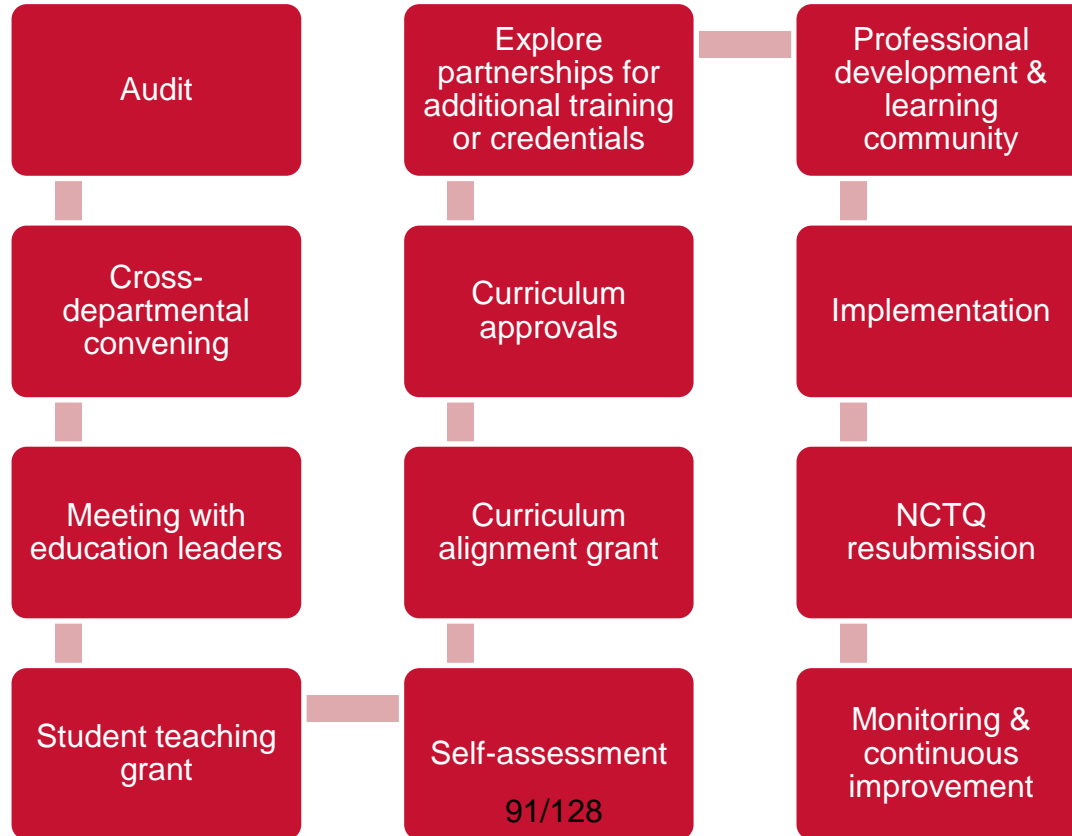 Audit
Cross-
departmental
convening
Meeting with
education leaders
Student teaching
grant
Self-assessment
Curriculum
alignment grant
Curriculum
approvals
Explore
partnerships for
additional training
or credentials
Professional
development &
learning
community
Implementation
NCTQ
resubmission
Monitoring &
continuous
improvement
91/128